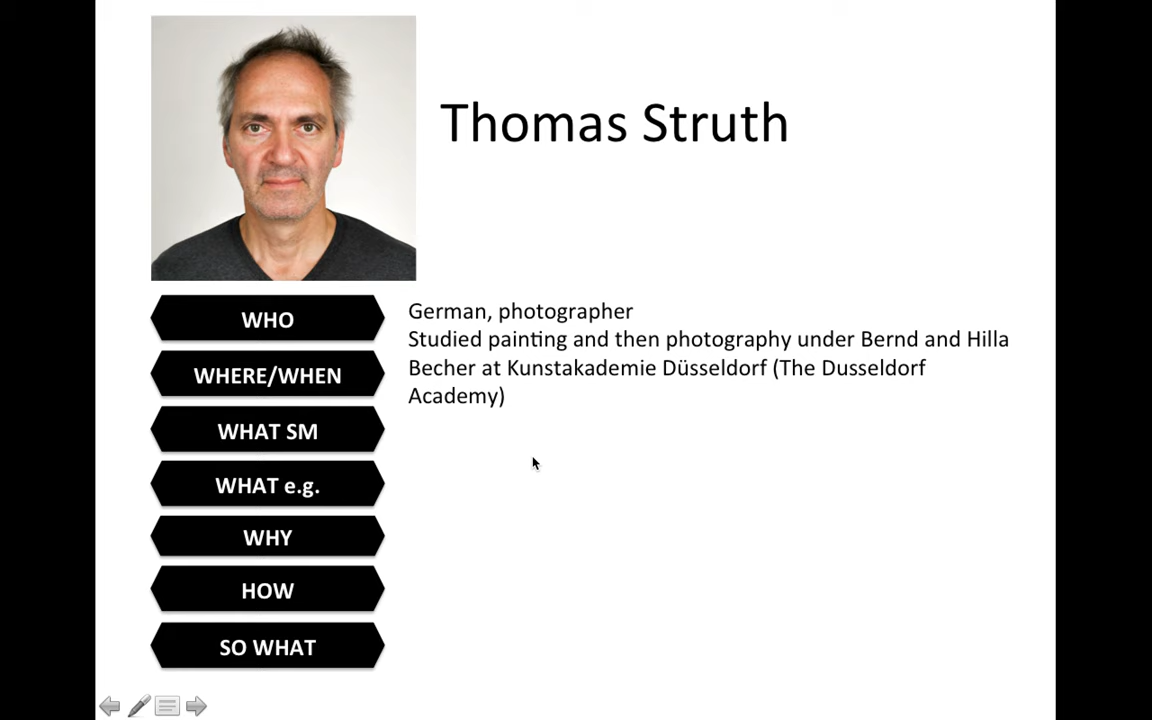 Thomas Struth
WHO
German, photographer
Studied painting and then photography under Bernd and Hilla
Becher at Kunstakademie Düsseldorf (The Dusseldorf
Academy)
WHERE/WHEN
WHAT SM
WHAT e.g.
WHY
HOW
SO WHAT